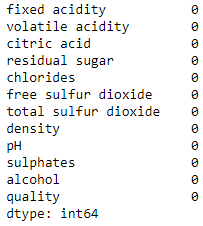 fixed acidity 0
volatile acidity 0
citric acid 0
residual sugar 0
chlorides 0
free sulfur dioxide 0
total sulfur dioxide 0
density 0
pH 0
sulphates 0
alcohol 0
quality 0
dtype: int64